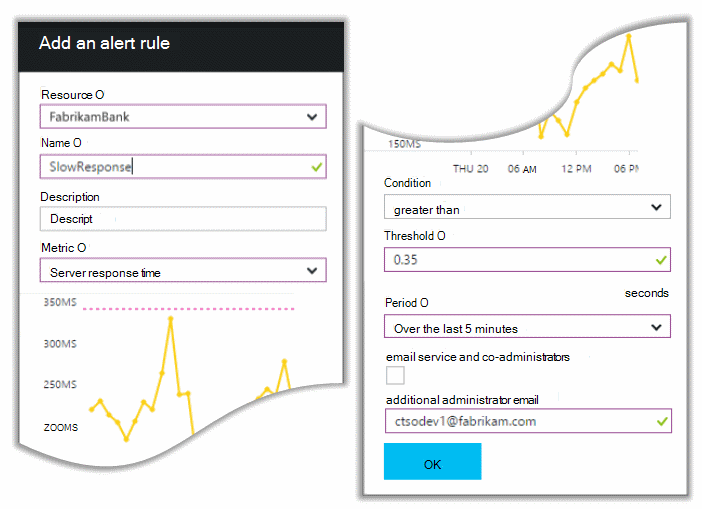 Add an alert rule
Resource O
FabrikamBank
Name O
SlowResponse
Description
Descript
Metric O
Server response time
350MS
300MS
250MS
ZOOMS
150MS
THU 20 06 AM 12 PM 06 PM
Condition
greater than
Threshold O
0.35
seconds
Period O
Over the last 5 minutes
email service and co-administrators
additional administrator email
ctsodev1@fabrikam.com
OK